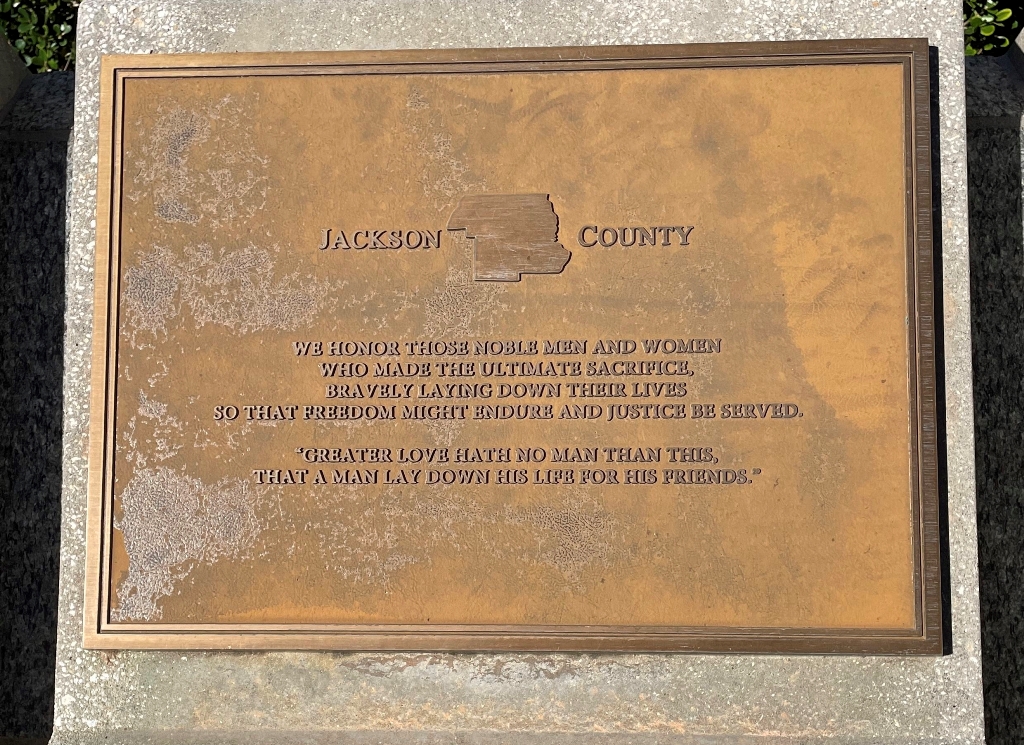 JACKSON COUNTY
WE HONOR THOSE NOBLE MEN AND WOMEN
WHO MADE THE ULTIMATE SACRIFICE,
BRAVELY LAYING DOWN THEIR LIVES
SO THAT FREEDOM MIGHT ENDURE AND JUSTICE BE SERVED.
"GREATER LOVE HATH NO MAN THAN THIS,
THAT A MAN LAY DOWN HIS LIFE FOR HIS FRIENDS."